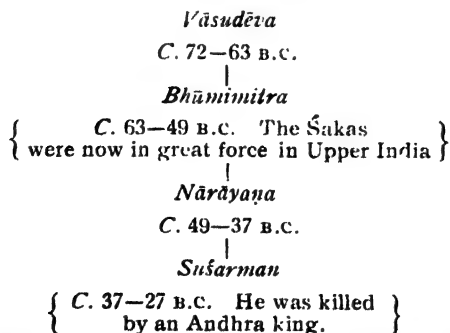 Vāsudēva
C. 72–63 B.C.
Bhūmimitra
{ C. 63–49 B.C. The Śakas
were now in great force in Upper India }
Nārāyaṇa
C. 49–37 B.C.
Suśarman
{ C. 37–27 B.C. He was killed
by an Andhra king. }